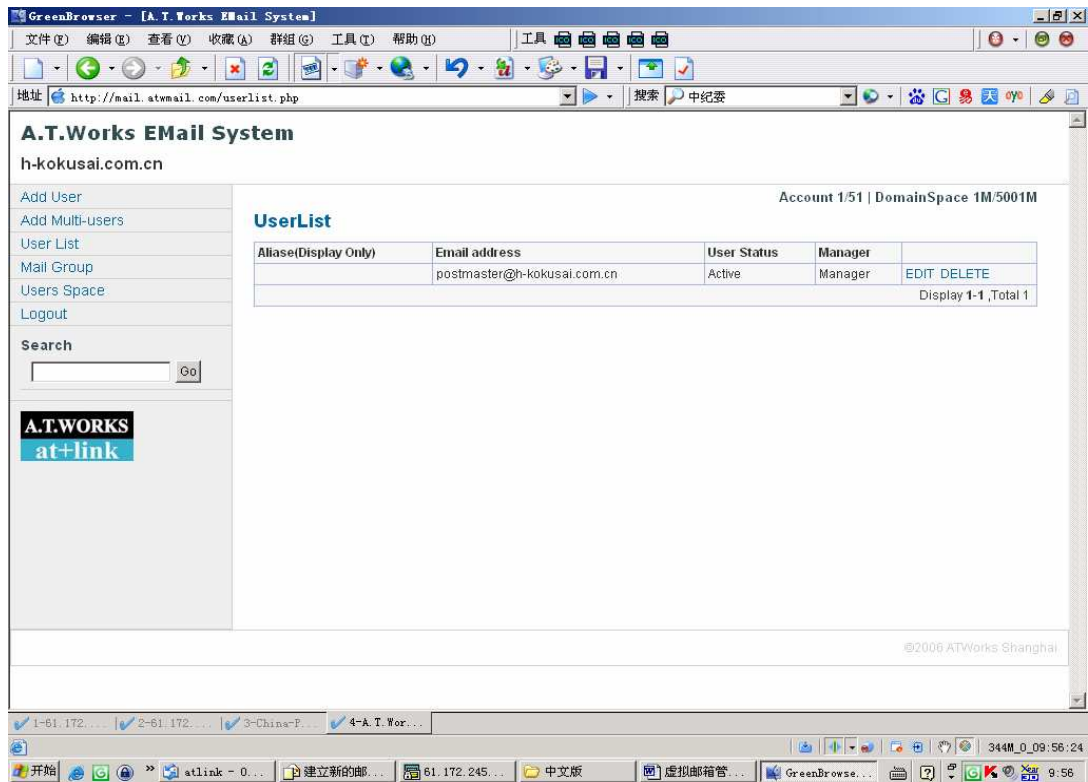 GreenBrowser - [A.T.Works EMail System]
文件(F) 编辑(E) 查看(V) 收藏(A) 群组(G) 工具(T) 帮助(H) 工具 ICO ICO ICO ICO ICO
地址 http://mail.atwmail.com/userlist.php 搜索 中纪委
A.T.Works EMail System
h-kokusai.com.cn
Add User
Add Multi-users
User List
Mail Group
Users Space
Logout
Search
Go
A.T.WORKS
at+link
Account 1/51 | DomainSpace 1M/5001M
UserList
Aliase(Display Only) Email address User Status Manager
postmaster@h-kokusai.com.cn Active Manager EDIT DELETE
Display 1-1 ,Total 1
©2006 ATWorks Shanghai
1-61.172.... 2-61.172.... 3-China-P... 4-A.T.Wor...
344M_0_09:56:24
开始 » atlink - 0... 建立新的邮... 61.172.245... 中文版 虚拟邮箱管... GreenBrowse... 9:56